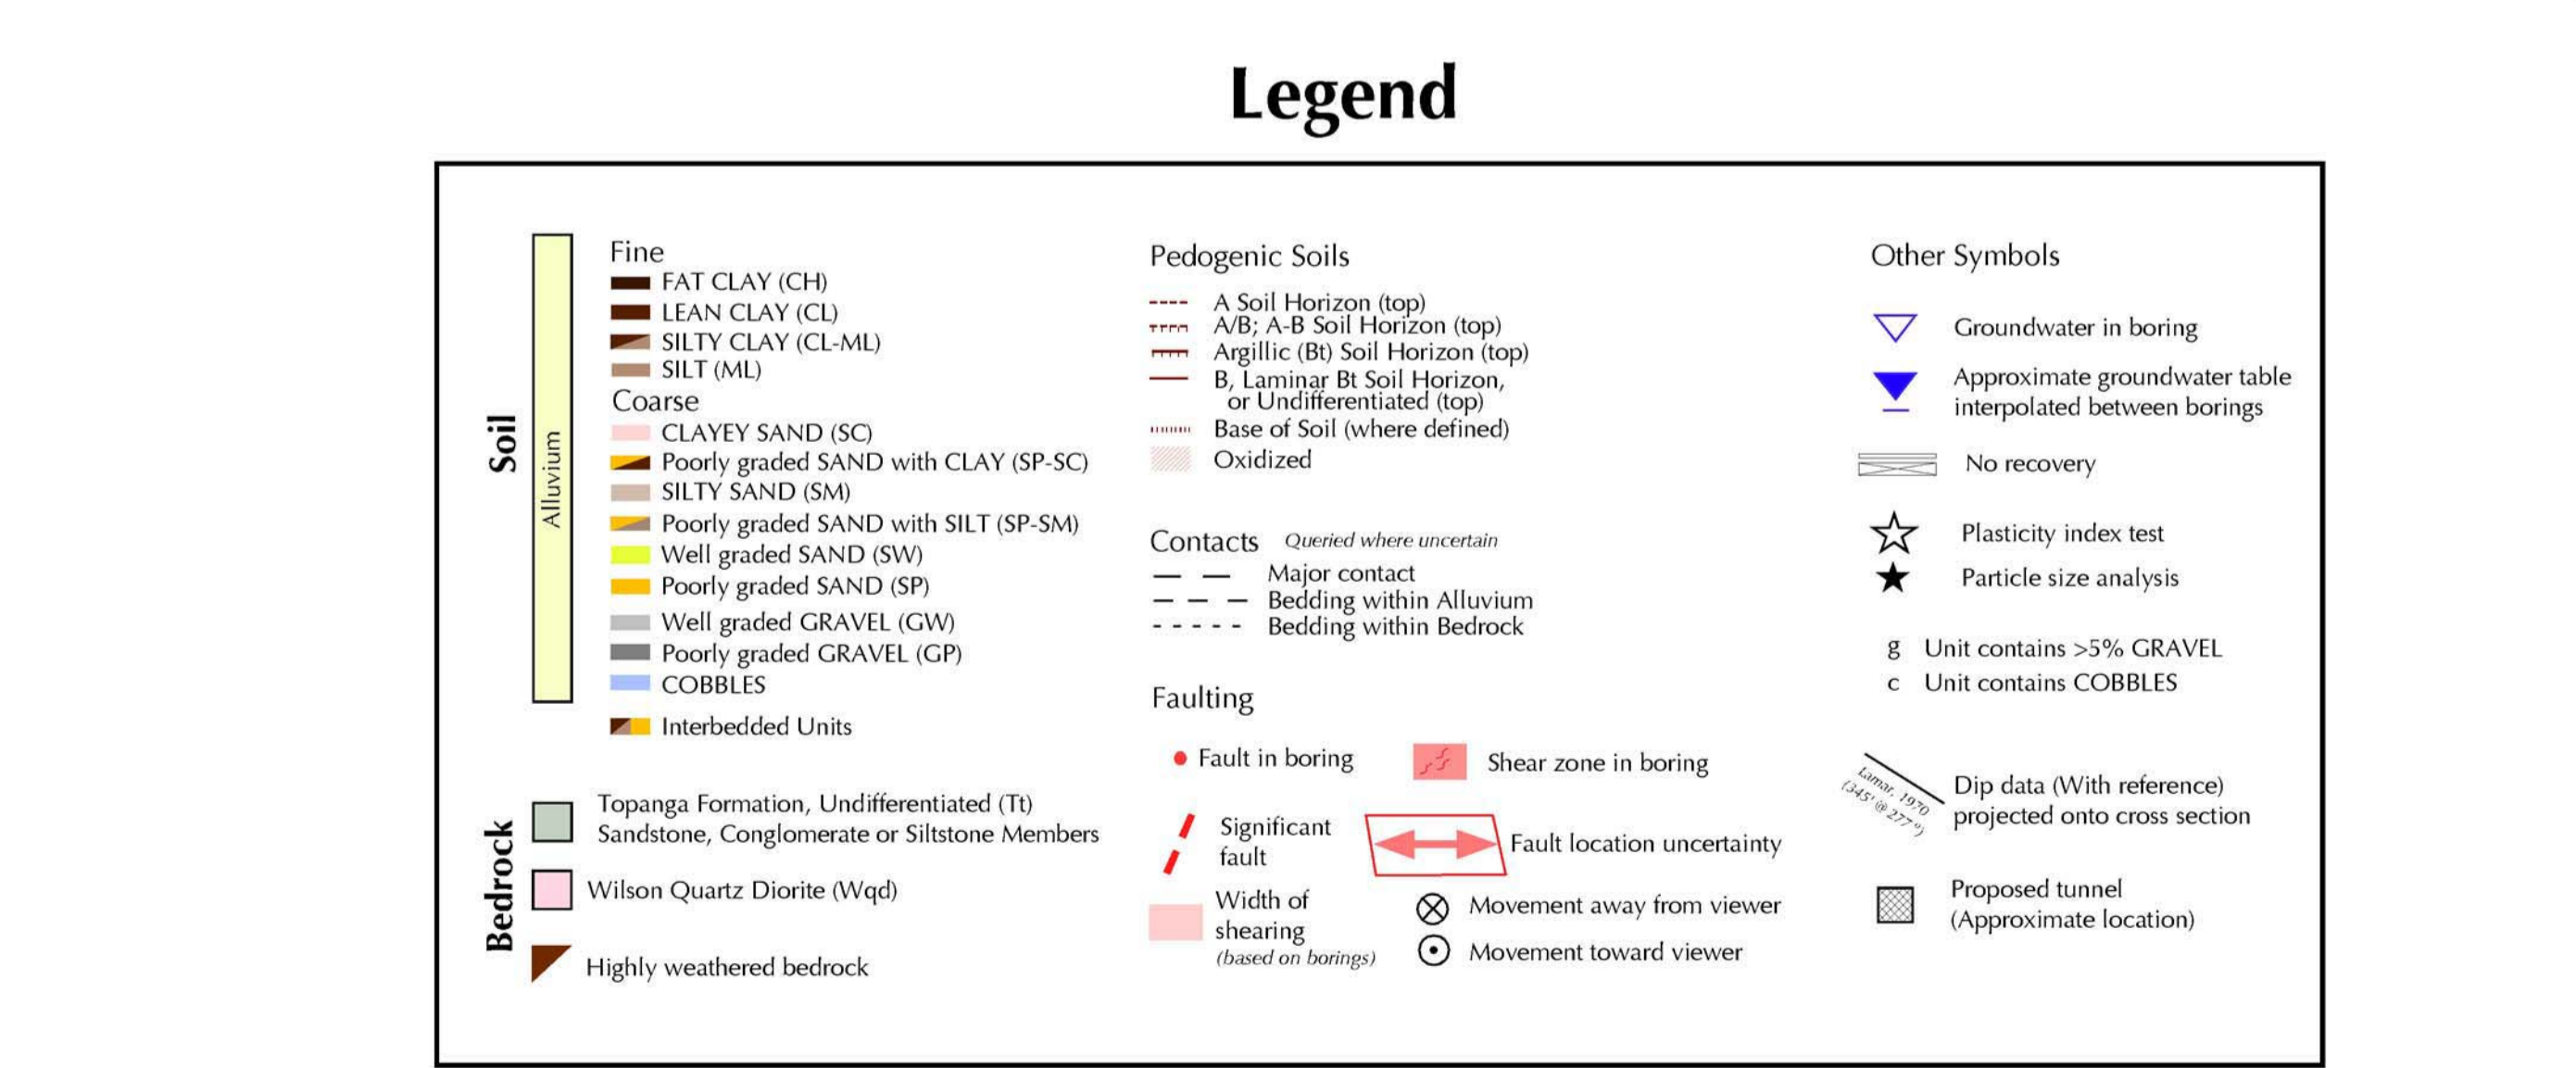 Legend
Soil
Alluvium
Fine
FAT CLAY (CH)
LEAN CLAY (CL)
SILTY CLAY (CL-ML)
SILT (ML)
Coarse
CLAYEY SAND (SC)
Poorly graded SAND with CLAY (SP-SC)
SILTY SAND (SM)
Poorly graded SAND with SILT (SP-SM)
Well graded SAND (SW)
Poorly graded SAND (SP)
Well graded GRAVEL (GW)
Poorly graded GRAVEL (GP)
COBBLES
Interbedded Units
Bedrock
Topanga Formation, Undifferentiated (Tt)
Sandstone, Conglomerate or Siltstone Members
Wilson Quartz Diorite (Wqd)
Highly weathered bedrock
Pedogenic Soils
A Soil Horizon (top)
A/B; A-B Soil Horizon (top)
Argillic (Bt) Soil Horizon (top)
B, Laminar Bt Soil Horizon,
or Undifferentiated (top)
Base of Soil (where defined)
Oxidized
Contacts Queried where uncertain
Major contact
Bedding within Alluvium
Bedding within Bedrock
Faulting
Fault in boring
Shear zone in boring
Significant
fault
Fault location uncertainty
Width of
shearing
(based on borings)
Movement away from viewer
Movement toward viewer
Other Symbols
Groundwater in boring
Approximate groundwater table
interpolated between borings
No recovery
Plasticity index test
Particle size analysis
g Unit contains >5% GRAVEL
c Unit contains COBBLES
Lamar, 1970
(345' @ 277°)
Dip data (With reference)
projected onto cross section
Proposed tunnel
(Approximate location)